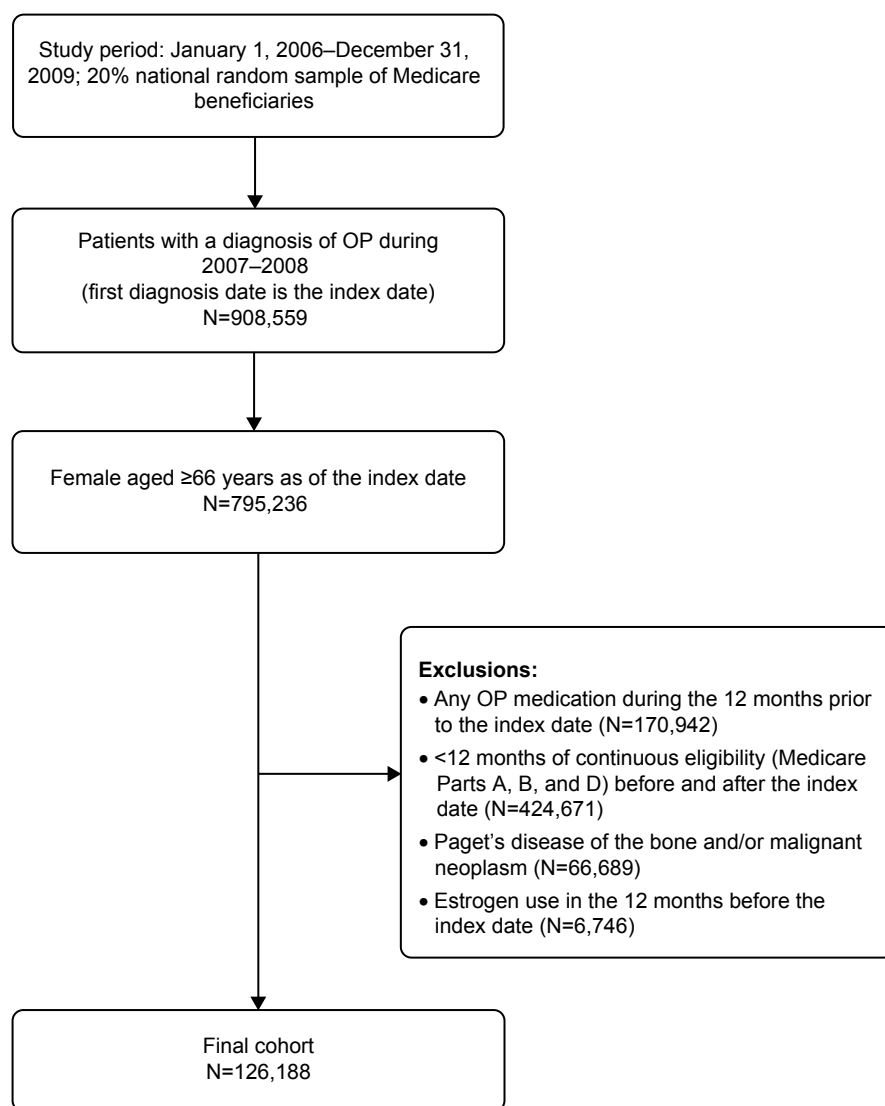 Study period: January 1, 2006–December 31,
2009; 20% national random sample of Medicare
beneficiaries
Patients with a diagnosis of OP during
2007–2008
(first diagnosis date is the index date)
N=908,559
Female aged ≥66 years as of the index date
N=795,236
Exclusions:
• Any OP medication during the 12 months prior
to the index date (N=170,942)
• <12 months of continuous eligibility (Medicare
Parts A, B, and D) before and after the index
date (N=424,671)
• Paget’s disease of the bone and/or malignant
neoplasm (N=66,689)
• Estrogen use in the 12 months before the
index date (N=6,746)
Final cohort
N=126,188